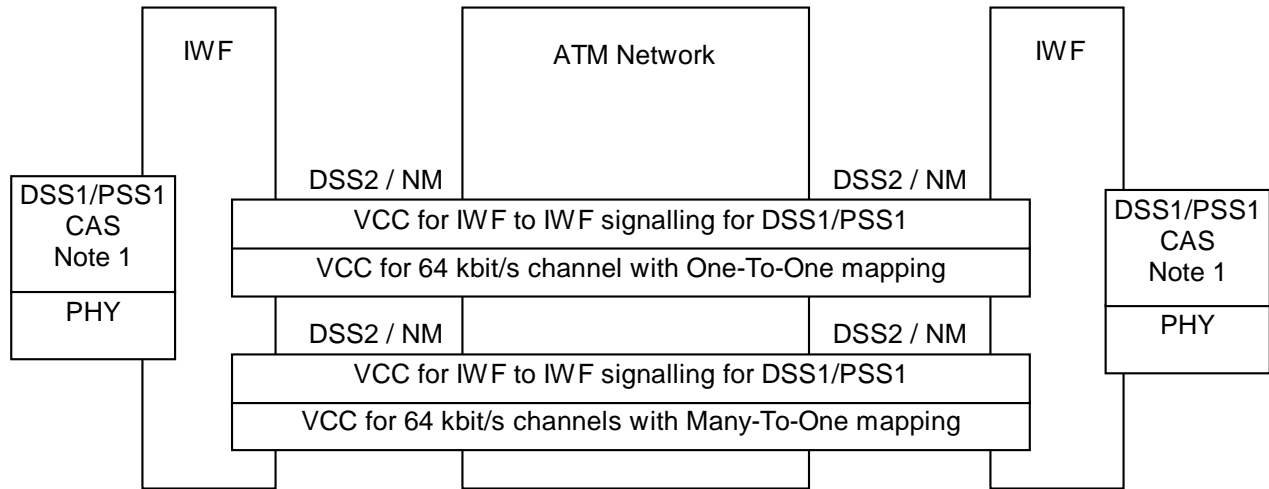 IWF
ATM Network
IWF
DSS2 / NM
DSS2 / NM
DSS1/PSS1
CAS
Note 1
PHY
VCC for IWF to IWF signalling for DSS1/PSS1
VCC for 64 kbit/s channel with One-To-One mapping
DSS1/PSS1
CAS
Note 1
PHY
DSS2 / NM
DSS2 / NM
VCC for IWF to IWF signalling for DSS1/PSS1
VCC for 64 kbit/s channels with Many-To-One mapping